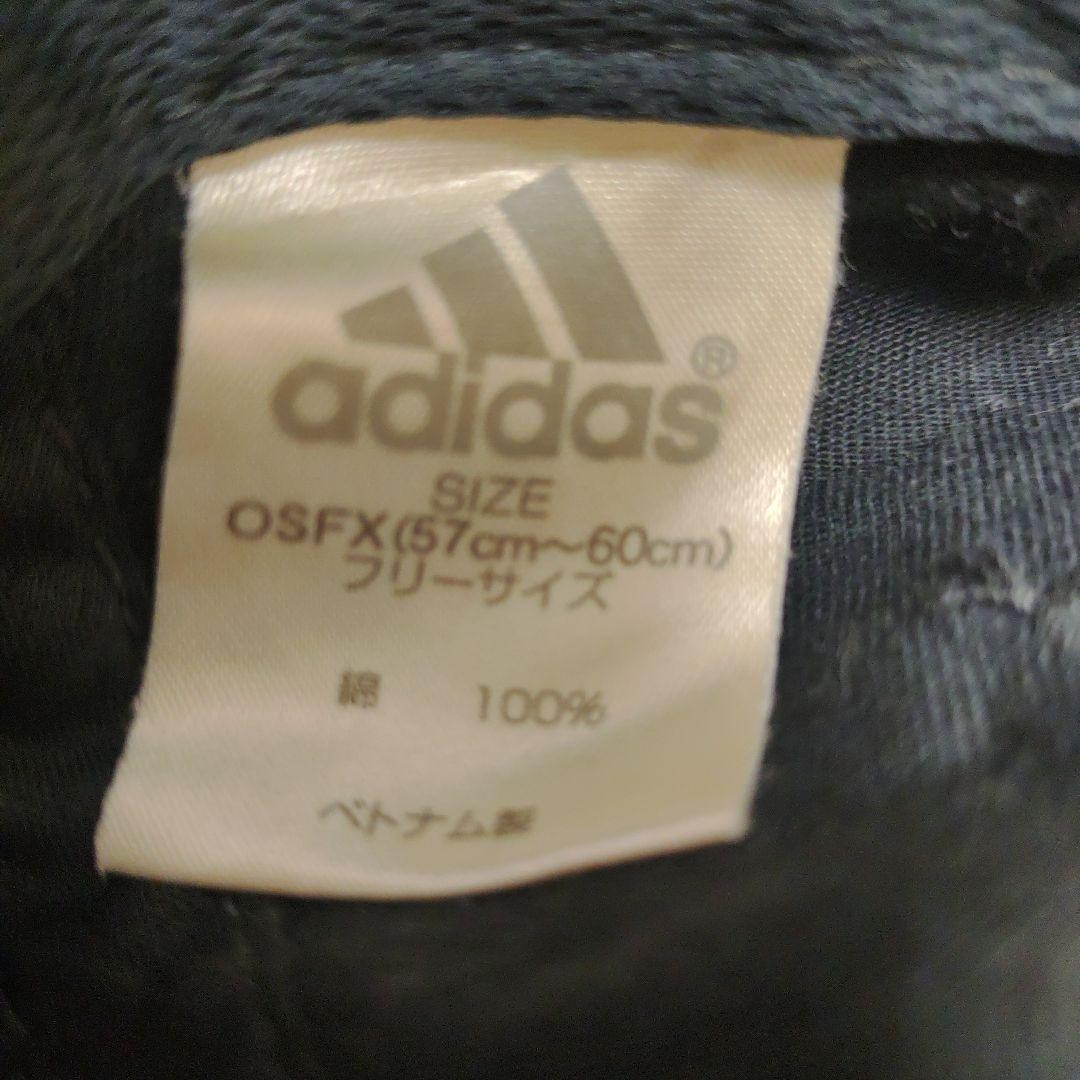 adidas®
SIZE
OSFX(57cm～60cm)
フリーサイズ
綿 100%
ベトナム製